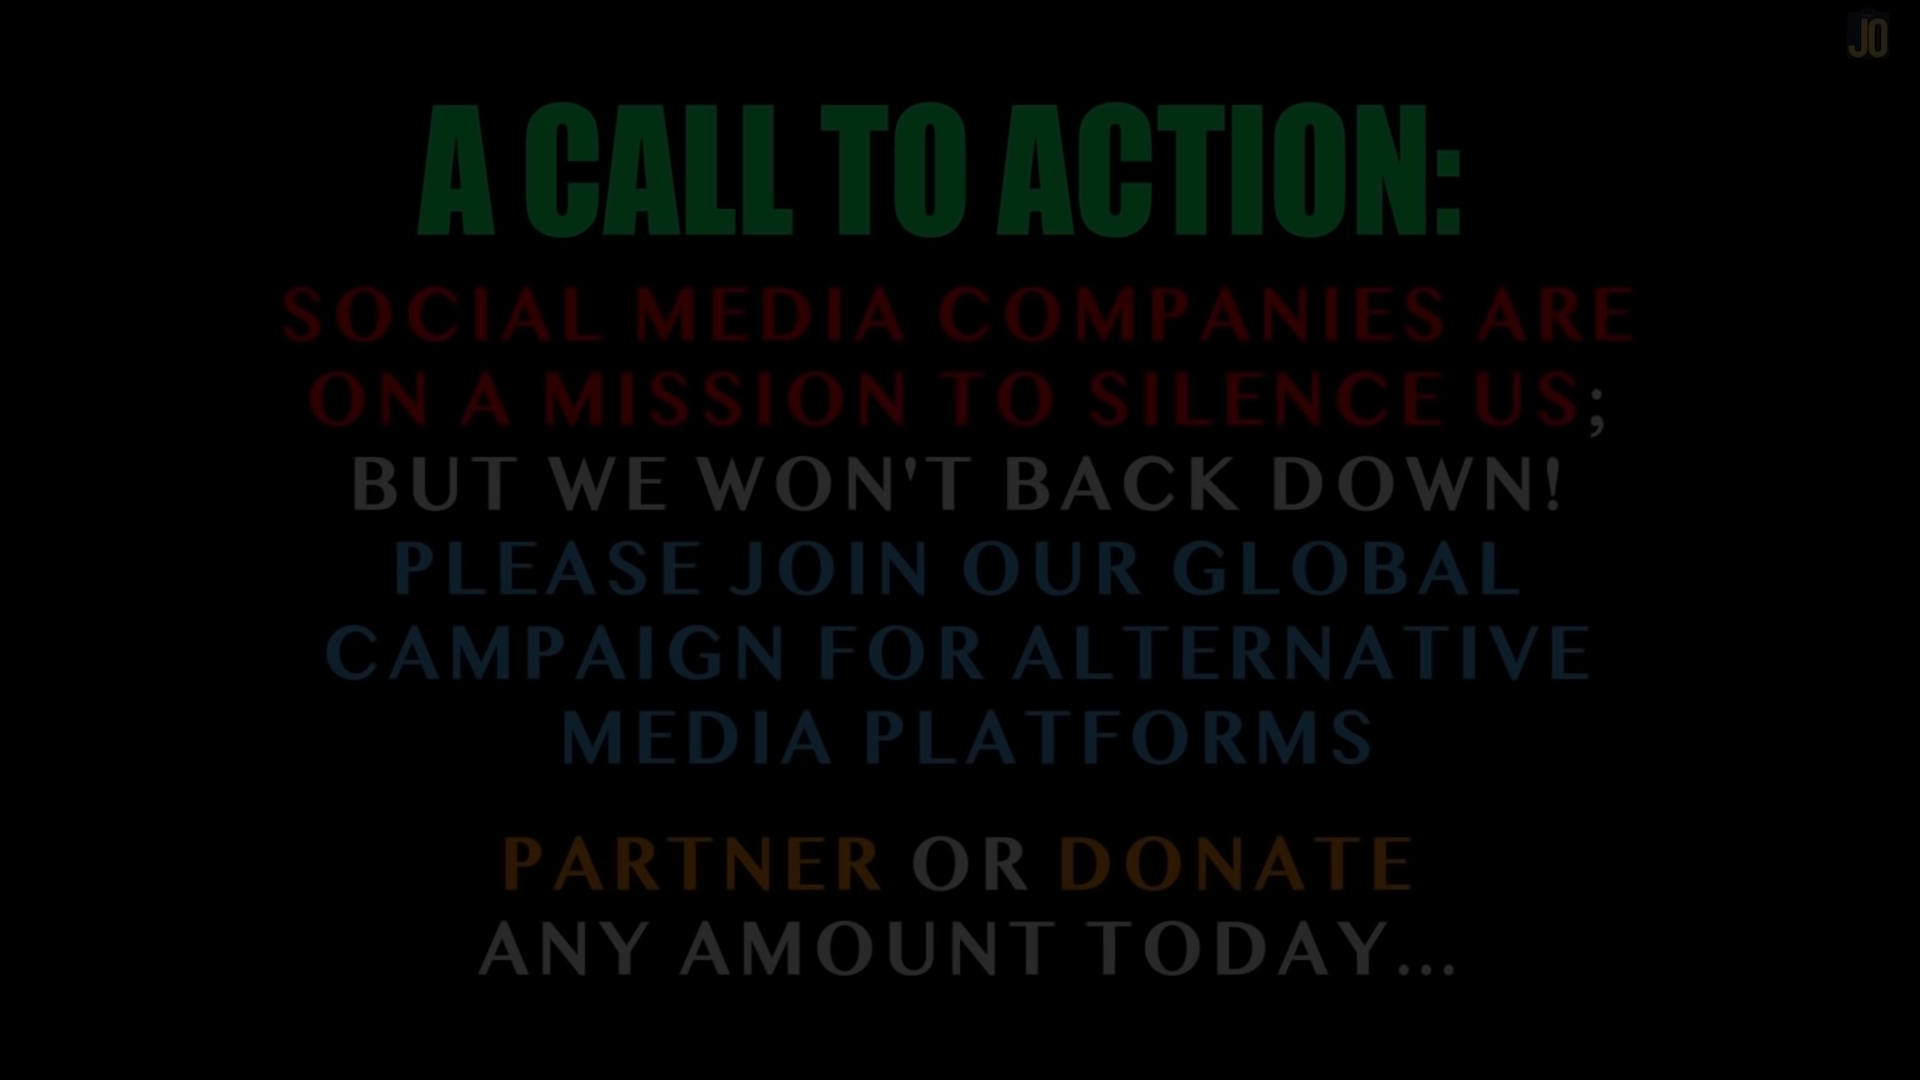 JO
A CALL TO ACTION:
SOCIAL MEDIA COMPANIES ARE
ON A MISSION TO SILENCE US;
BUT WE WON'T BACK DOWN!
PLEASE JOIN OUR GLOBAL
CAMPAIGN FOR ALTERNATIVE
MEDIA PLATFORMS
PARTNER OR DONATE
ANY AMOUNT TODAY...